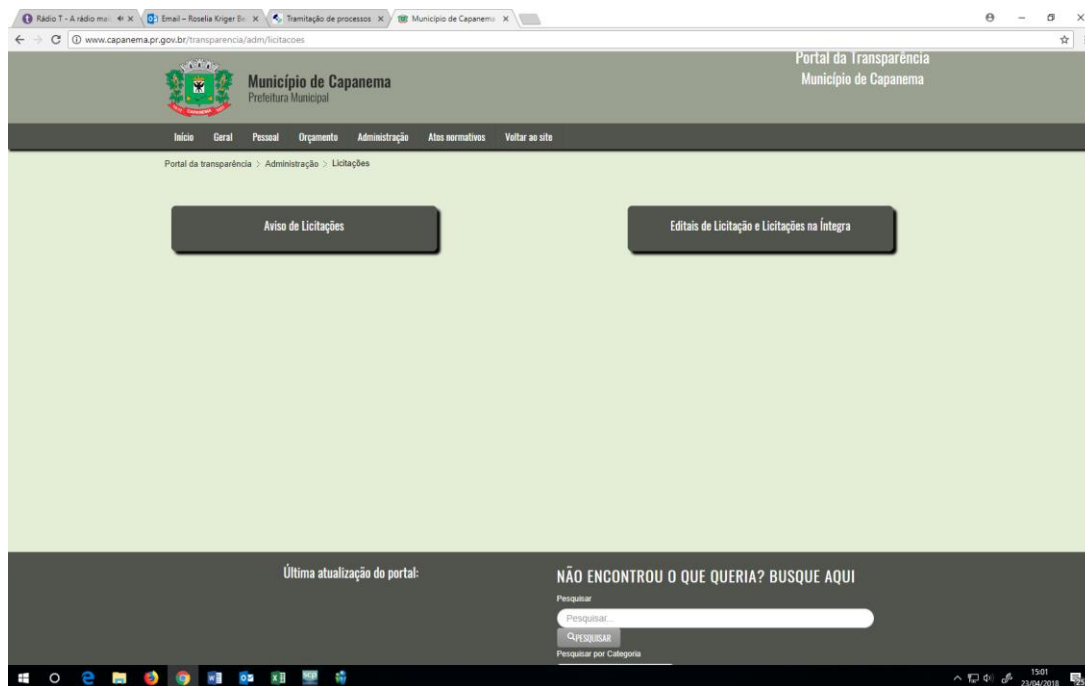 Rádio T - A rádio mai
Email – Roselia Kriger Be
Tramitação de processos
Município de Capanema
www.capanema.pr.gov.br/transparencia/adm/licitacoes
Município de Capanema
Prefeitura Municipal
Portal da Transparência
Município de Capanema
Início Geral Pessoal Orçamento Administração Atos normativos Voltar ao site
Portal da transparência > Administração > Licitações
Aviso de Licitações
Editais de Licitação e Licitações na Íntegra
Última atualização do portal:
NÃO ENCONTROU O QUE QUERIA? BUSQUE AQUI
Pesquisar
Pesquisar...
PESQUISAR
Pesquisar por Categoria
15:01
23/04/2018